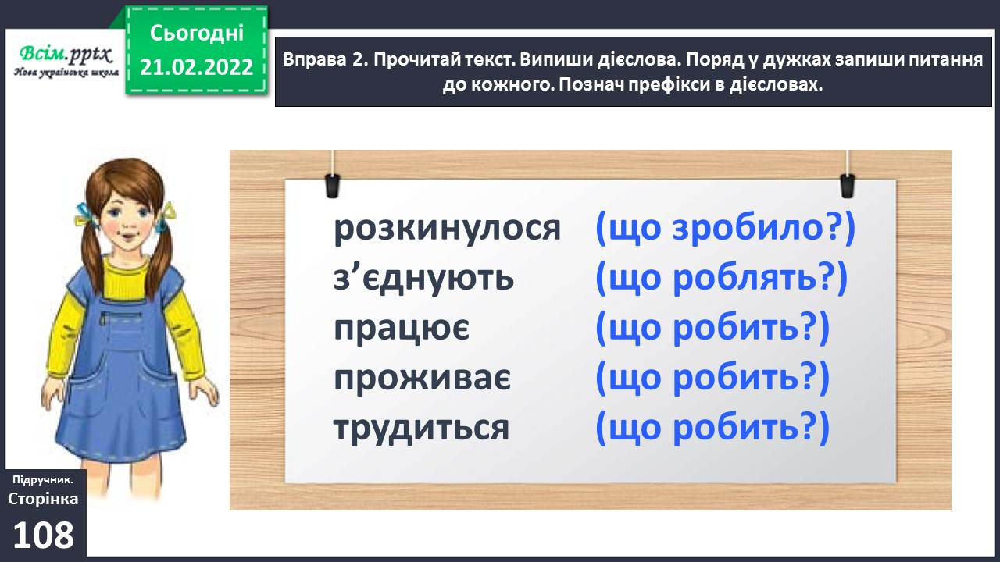 Всім.pptx
Нова українська школа
Сьогодні
21.02.2022
Вправа 2. Прочитай текст. Випиши дієслова. Поряд у дужках запиши питання
до кожного. Познач префікси в дієсловах.
розкинулося (що зробило?)
з’єднують (що роблять?)
працює (що робить?)
проживає (що робить?)
трудиться (що робить?)
Підручник.
Сторінка
108